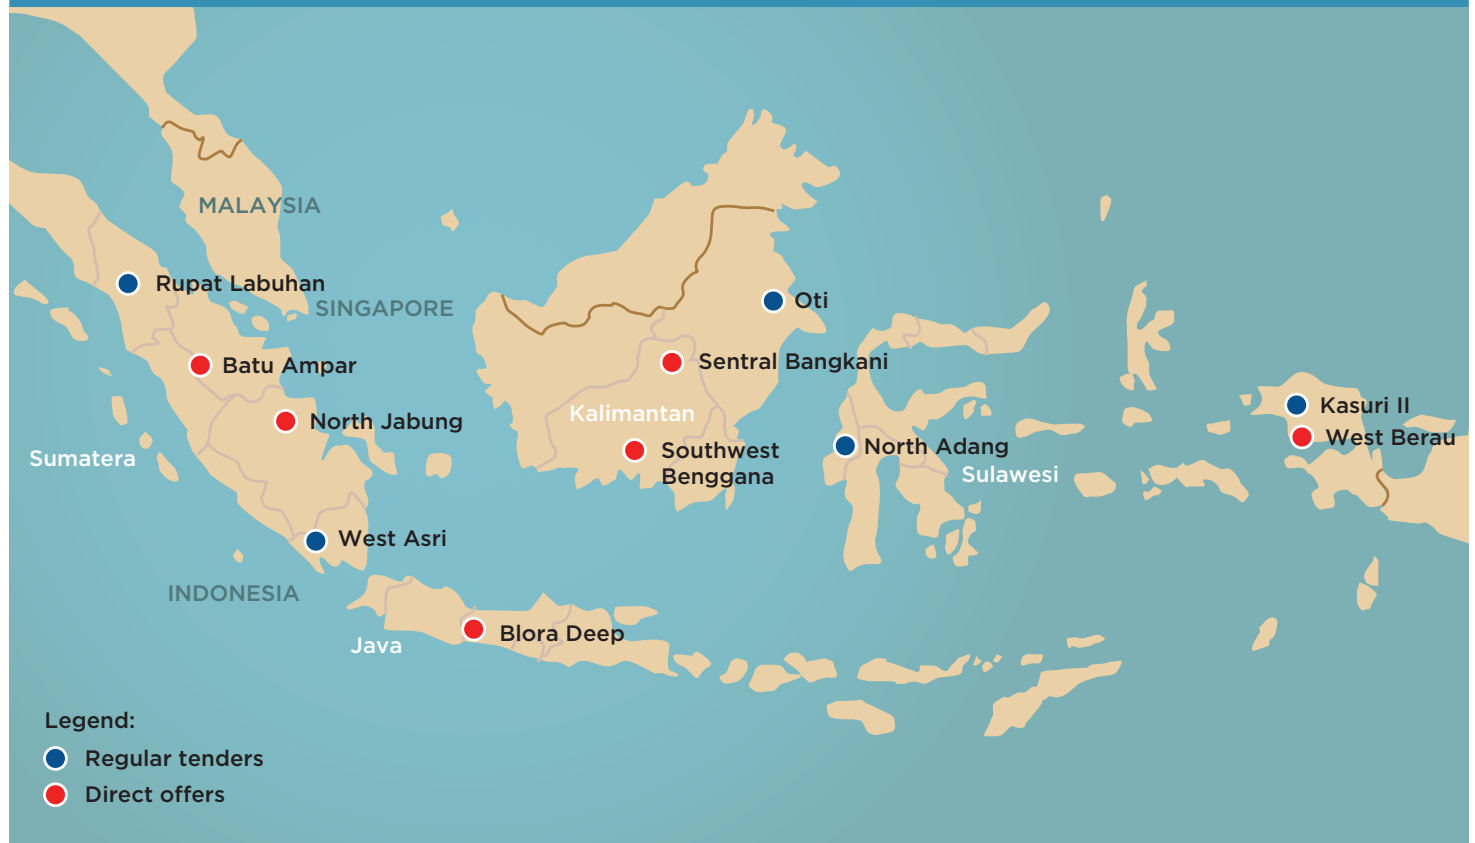 MALAYSIA
Rupat Labuhan
SINGAPORE
Oti
Batu Ampar
Sentral Bangkani
Kalimantan
North Jabung
Kasuri II
West Berau
Sumatera
Southwest
Benggana
North Adang
Sulawesi
West Asri
INDONESIA
Java
Blora Deep
Legend:
Regular tenders
Direct offers